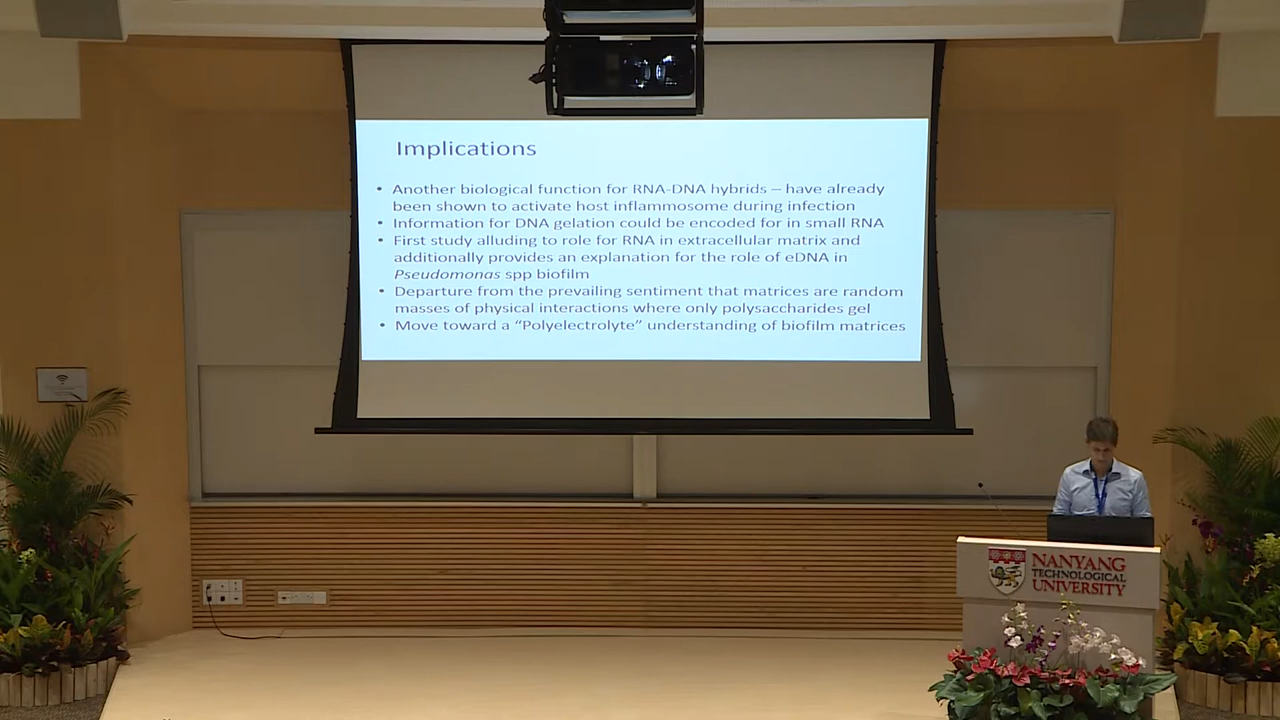 Implications
• Another biological function for RNA-DNA hybrids – have already
been shown to activate host inflammosome during infection
• Information for DNA gelation could be encoded for in small RNA
• First study alluding to role for RNA in extracellular matrix and
additionally provides an explanation for the role of eDNA in
Pseudomonas spp biofilm
• Departure from the prevailing sentiment that matrices are random
masses of physical interactions where only polysaccharides gel
• Move toward a “Polyelectrolyte” understanding of biofilm matrices
NANYANG
TECHNOLOGICAL
UNIVERSITY